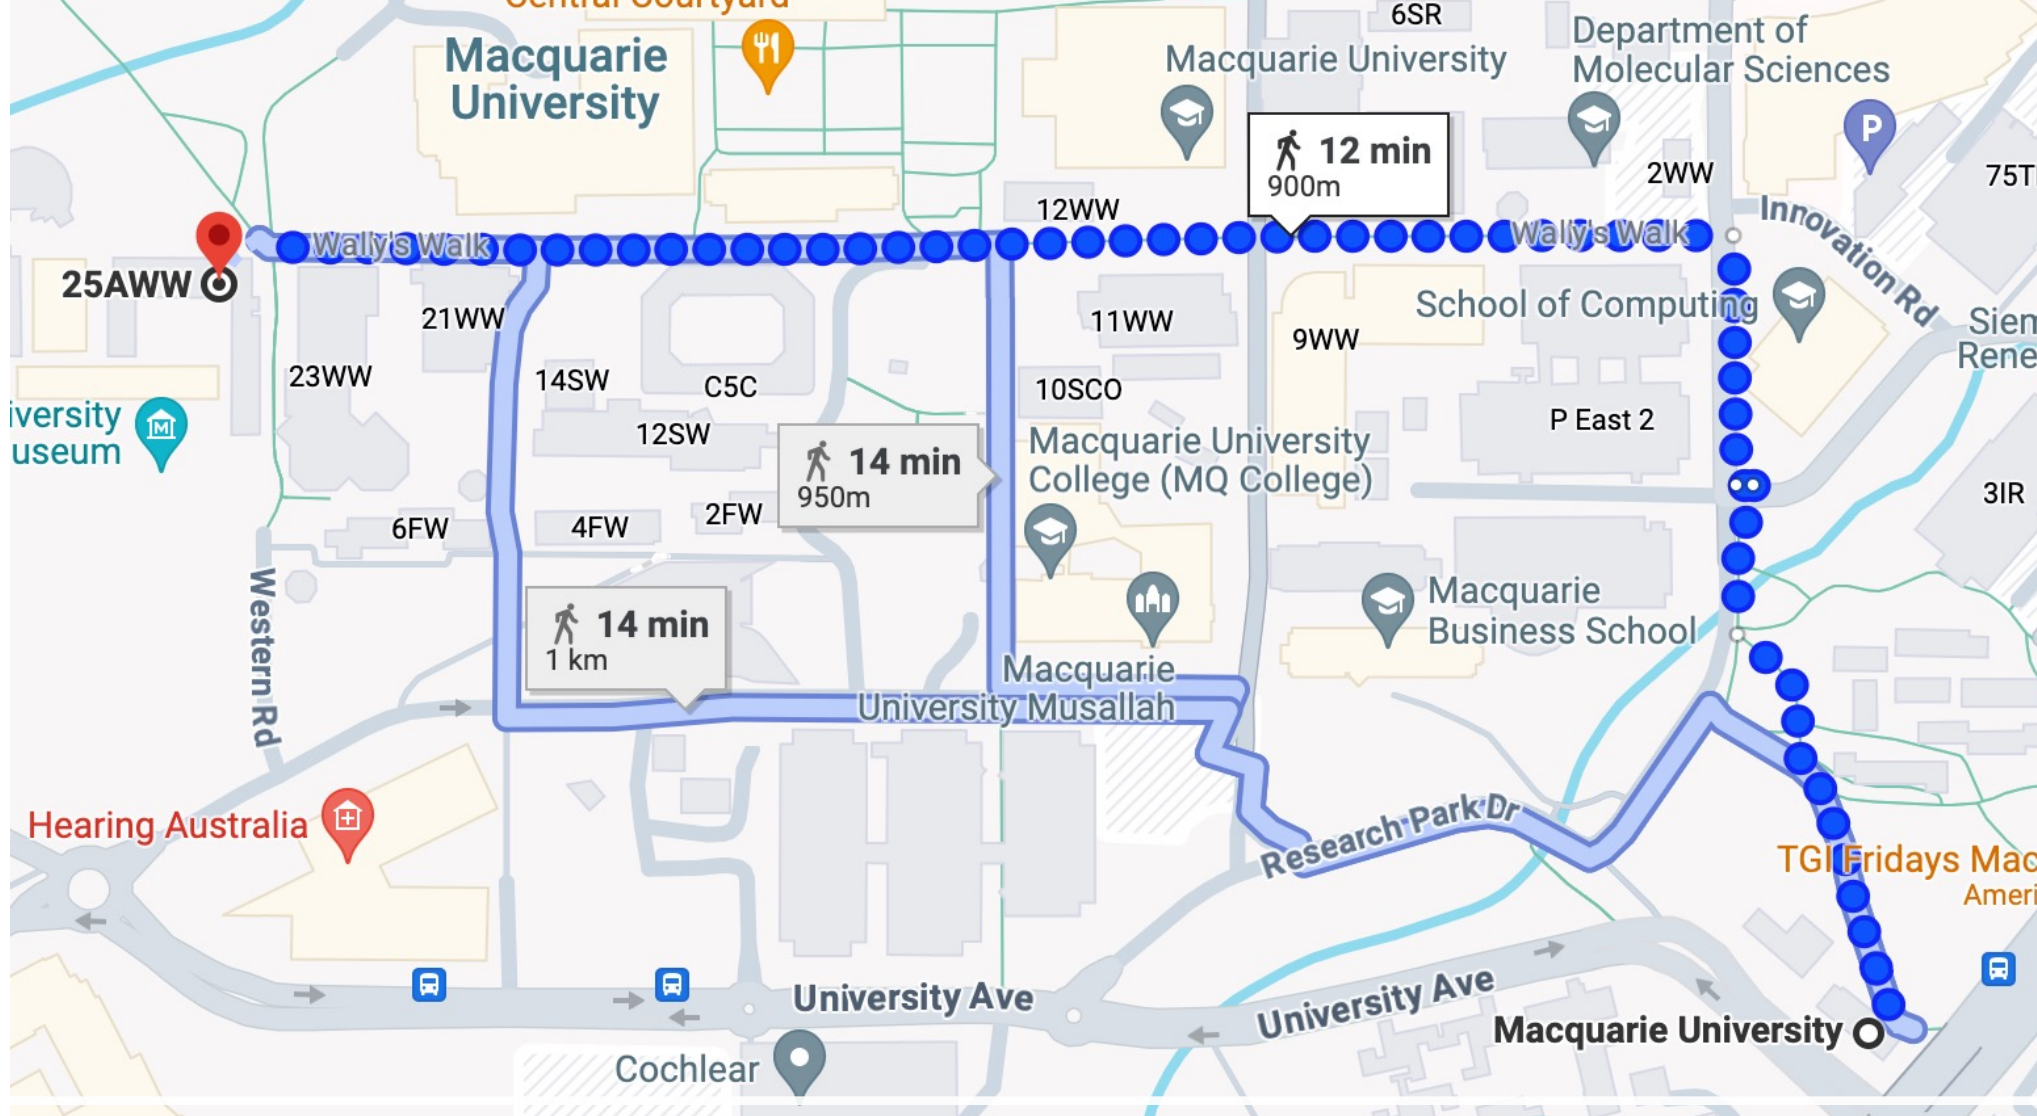 Central Courtyard
6SR
Department of
Molecular Sciences
Macquarie
University
Macquarie University
P
12 min
900m
2WW
75T
12WW
Innovation Rd
Wally's Walk
Wally's Walk
25AWW
21WW
11WW
9WW
School of Computing
Siem
Rene
23WW
14SW
C5C
10SCO
iversity
useum
M
12SW
P East 2
Macquarie University
College (MQ College)
14 min
950m
3IR
6FW
4FW
2FW
Western Rd
Macquarie
Business School
14 min
1 km
Macquarie
University Musallah
Hearing Australia
Research Park Dr
TGI Fridays Mac
Ameri
University Ave
University Ave
Macquarie University
Cochlear